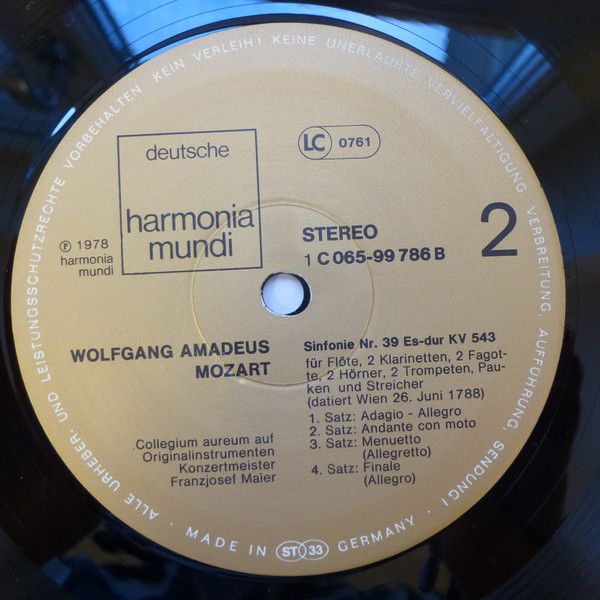 ALLE URHEBER- UND LEISTUNGSSCHUTZRECHTE VORBEHALTEN KEIN VERLEIH! KEINE UNERLAUBTE VERVIELFÄLTIGUNG, VERBREITUNG, AUFFÜHRUNG, SENDUNG!
deutsche
harmonia
mundi
LC 0761
℗ 1978
harmonia
mundi
STEREO
1 C 065-99 786 B
2
WOLFGANG AMADEUS
MOZART
Sinfonie Nr. 39 Es-dur KV 543
für Flöte, 2 Klarinetten, 2 Fagot-
te, 2 Hörner, 2 Trompeten, Pau-
ken und Streicher
(datiert Wien 26. Juni 1788)
1. Satz: Adagio - Allegro
2. Satz: Andante con moto
3. Satz: Menuetto
(Allegretto)
4. Satz: Finale
(Allegro)
Collegium aureum auf
Originalinstrumenten
Konzertmeister
Franzjosef Maier
· MADE IN ST 33 GERMANY ·